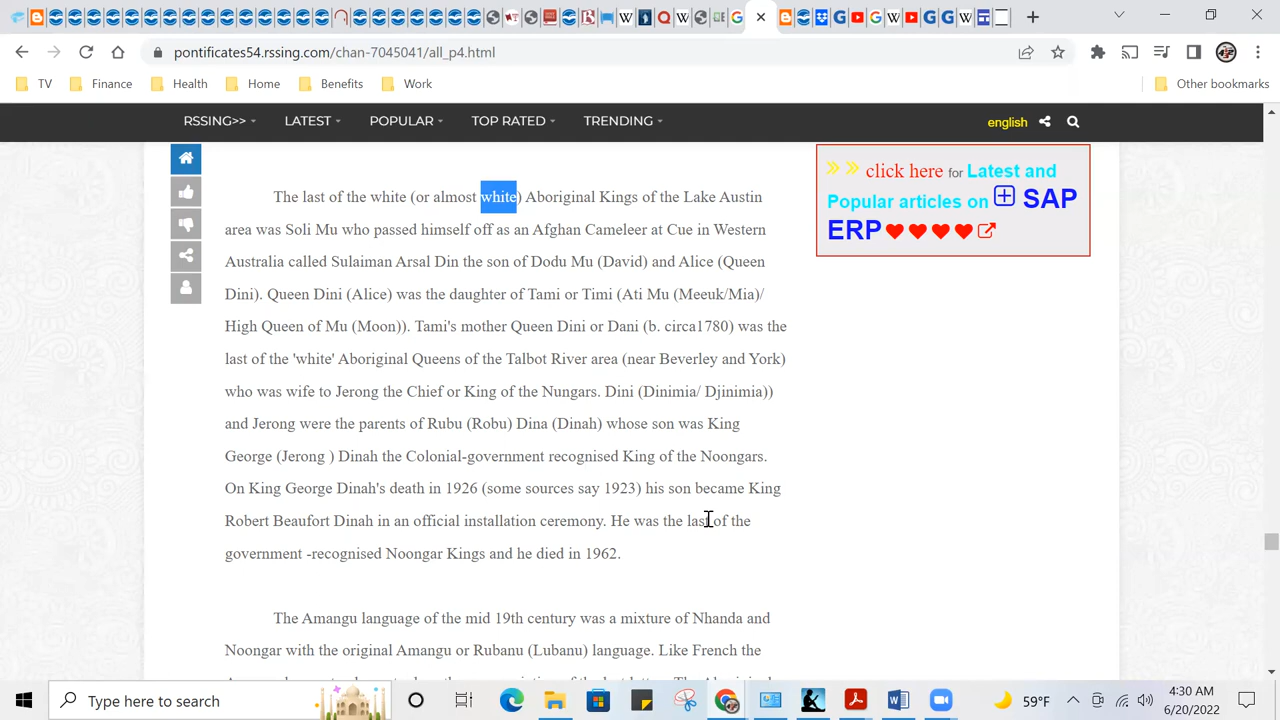 pontificates54.rssing.com/chan-7045041/all_p4.html
TV Finance Health Home Benefits Work Other bookmarks
RSSING>> LATEST POPULAR TOP RATED TRENDING english
The last of the white (or almost white) Aboriginal Kings of the Lake Austin
area was Soli Mu who passed himself off as an Afghan Cameleer at Cue in Western
Australia called Sulaiman Arsal Din the son of Dodu Mu (David) and Alice (Queen
Dini). Queen Dini (Alice) was the daughter of Tami or Timi (Ati Mu (Meeuk/Mia)/
High Queen of Mu (Moon)). Tami's mother Queen Dini or Dani (b. circa1780) was the
last of the 'white' Aboriginal Queens of the Talbot River area (near Beverley and York)
who was wife to Jerong the Chief or King of the Nungars. Dini (Dinimia/ Djinimia))
and Jerong were the parents of Rubu (Robu) Dina (Dinah) whose son was King
George (Jerong ) Dinah the Colonial-government recognised King of the Noongars.
On King George Dinah's death in 1926 (some sources say 1923) his son became King
Robert Beaufort Dinah in an official installation ceremony. He was the last of the
government -recognised Noongar Kings and he died in 1962.
The Amangu language of the mid 19th century was a mixture of Nhanda and
Noongar with the original Amangu or Rubanu (Lubanu) language. Like French the
click here for Latest and
Popular articles on SAP
ERP
Type here to search
59°F
4:30 AM
6/20/2022